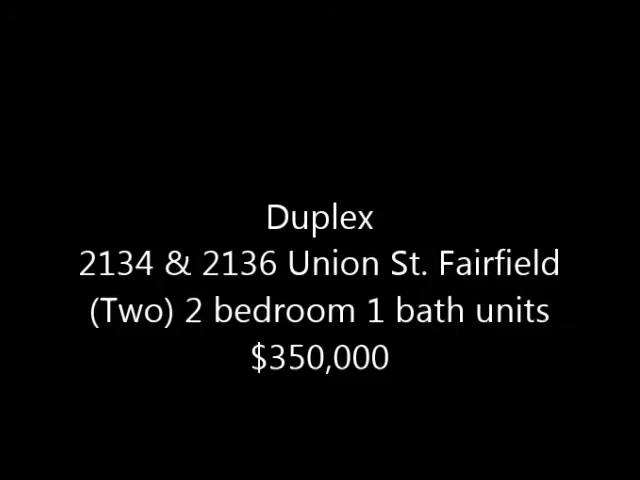 Duplex
2134 & 2136 Union St. Fairfield
(Two) 2 bedroom 1 bath units
$350,000